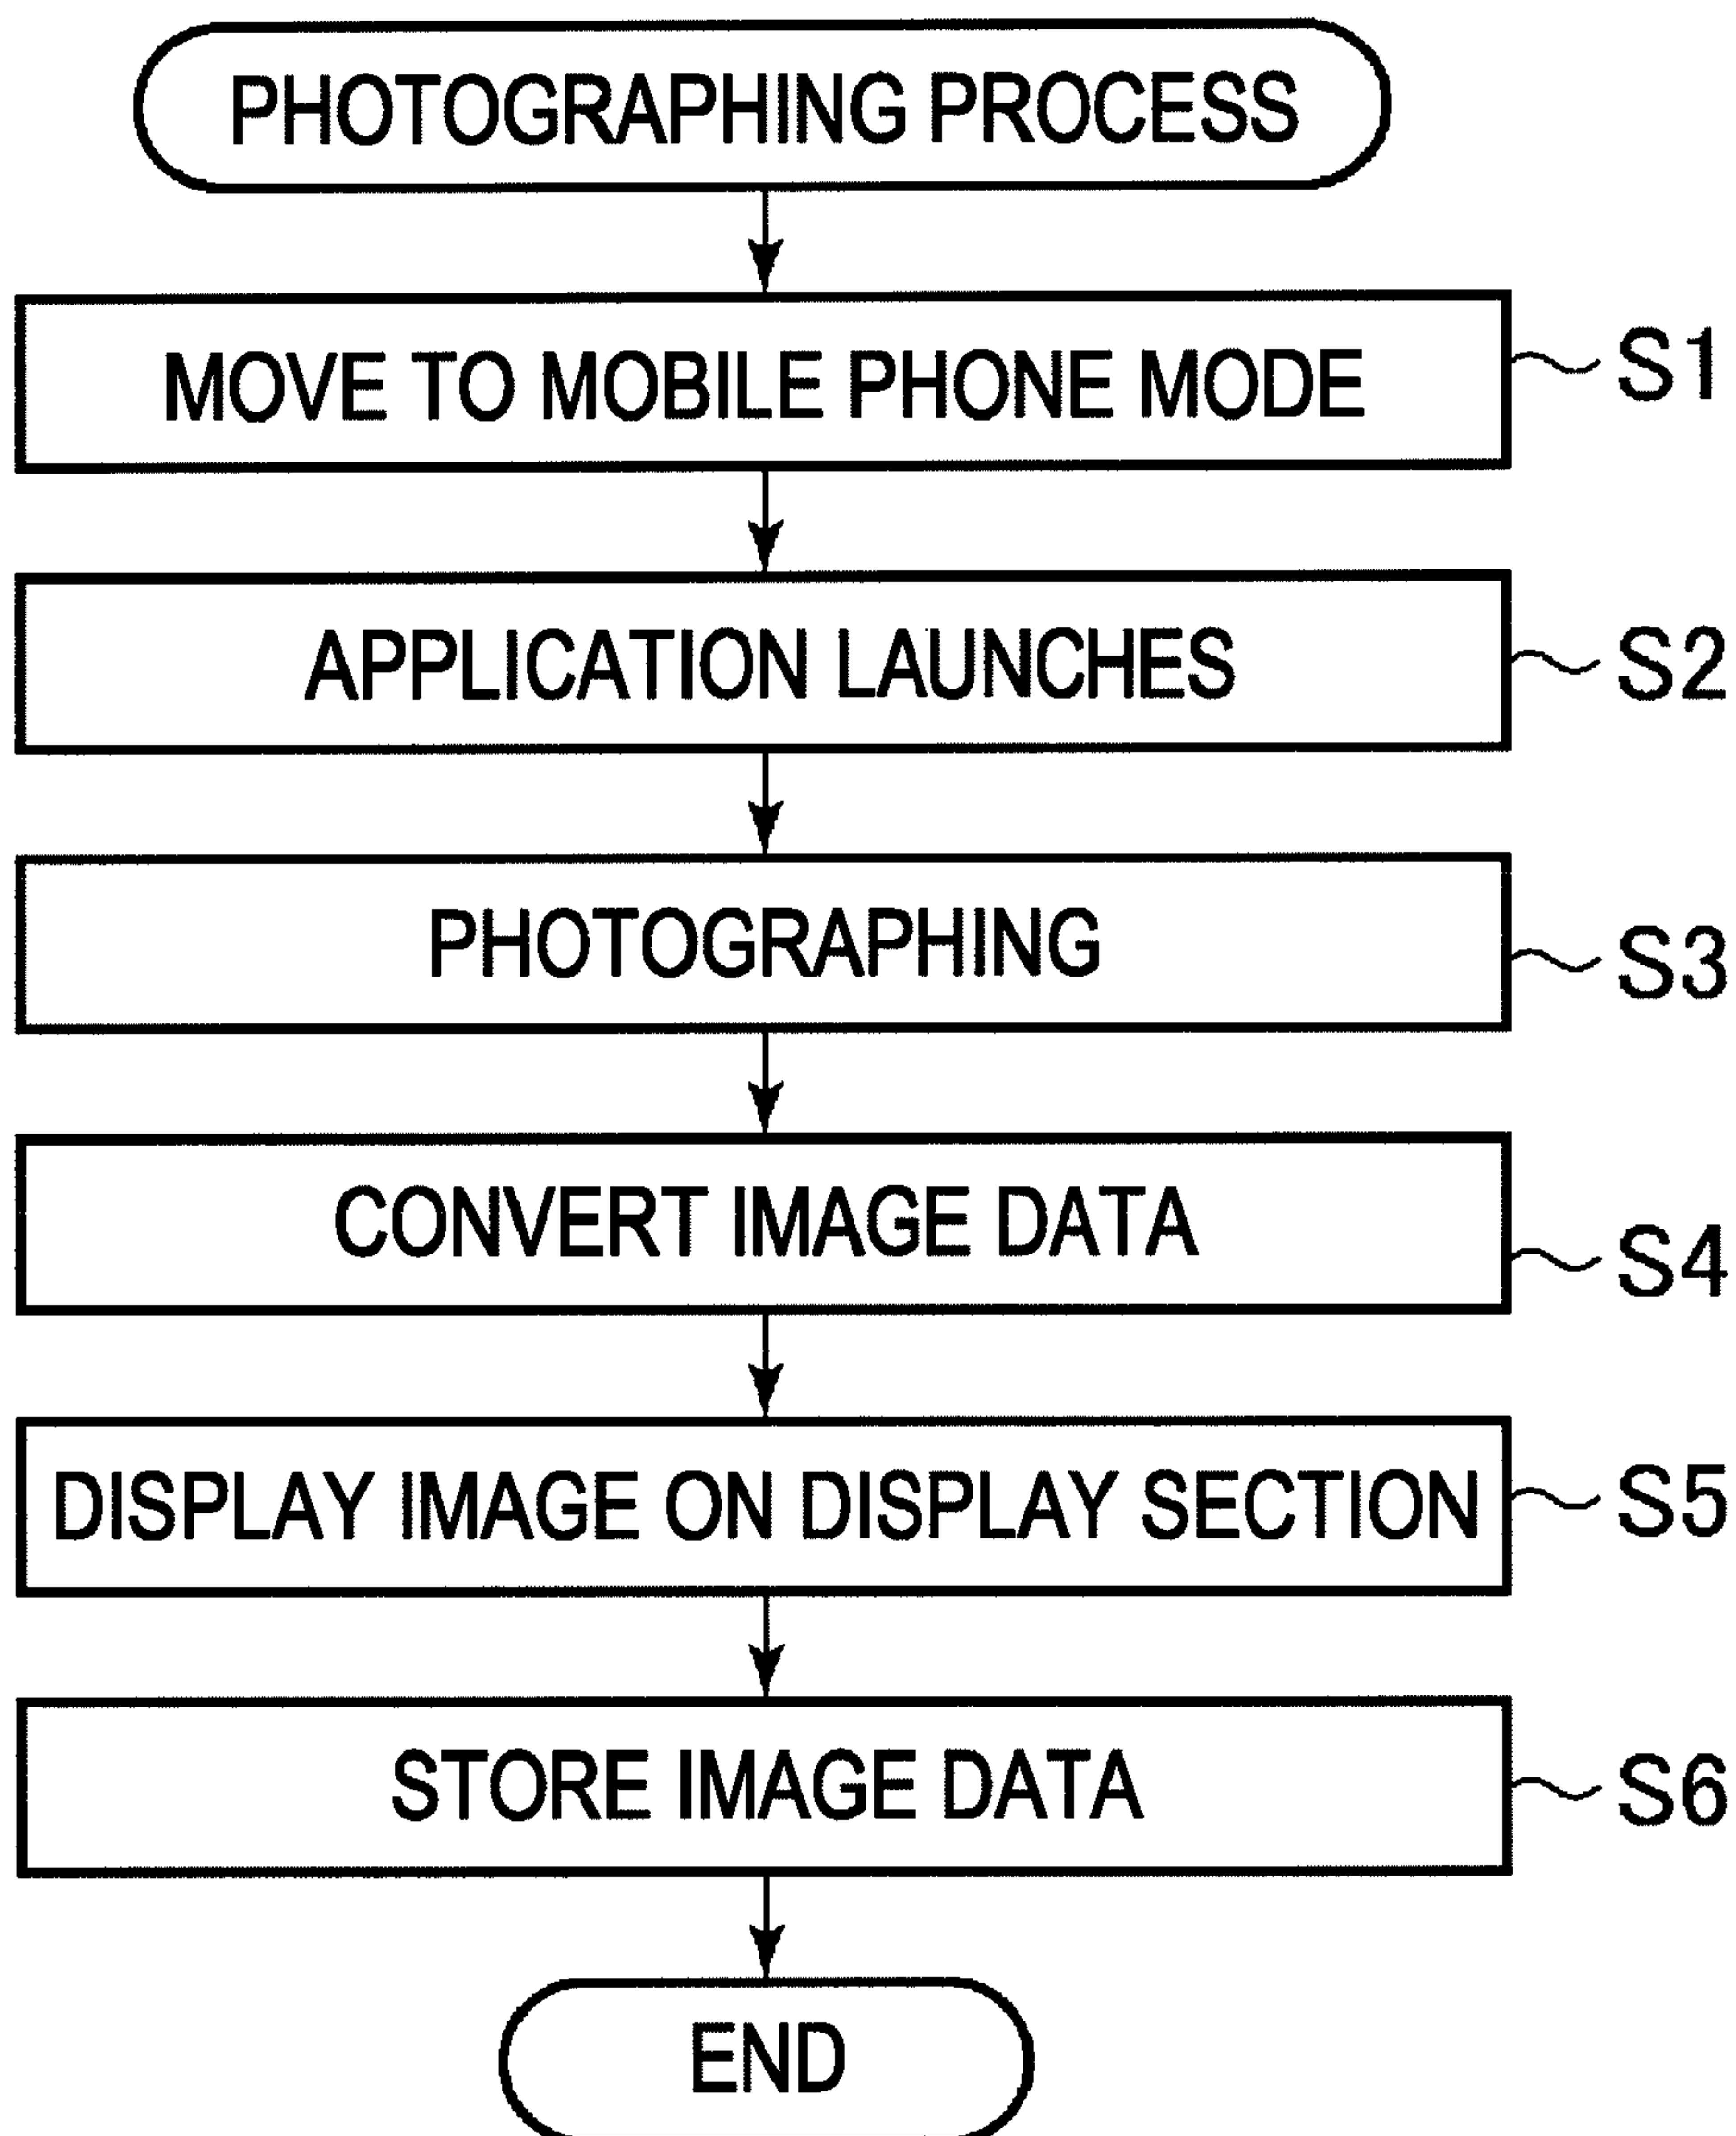 PHOTOGRAPHING PROCESS
MOVE TO MOBILE PHONE MODE S1
APPLICATION LAUNCHES S2
PHOTOGRAPHING S3
CONVERT IMAGE DATA S4
DISPLAY IMAGE ON DISPLAY SECTION S5
STORE IMAGE DATA S6
END